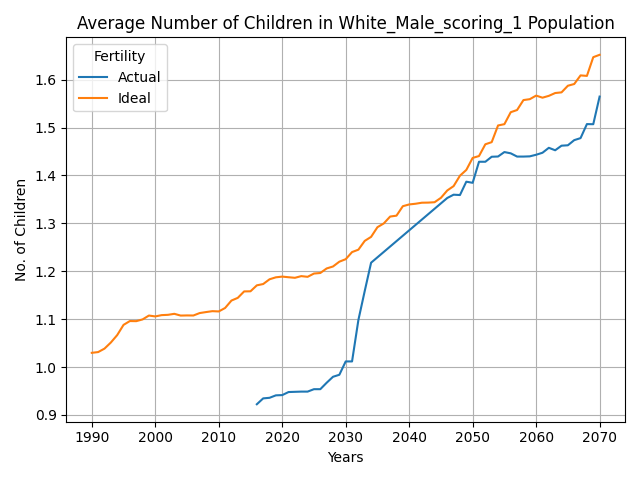 Average Number of Children in White_Male_scoring_1 Population
Fertility
Actual
Ideal
No. of Children
1.6
1.5
1.4
1.3
1.2
1.1
1.0
0.9
1990 2000 2010 2020 2030 2040 2050 2060 2070
Years